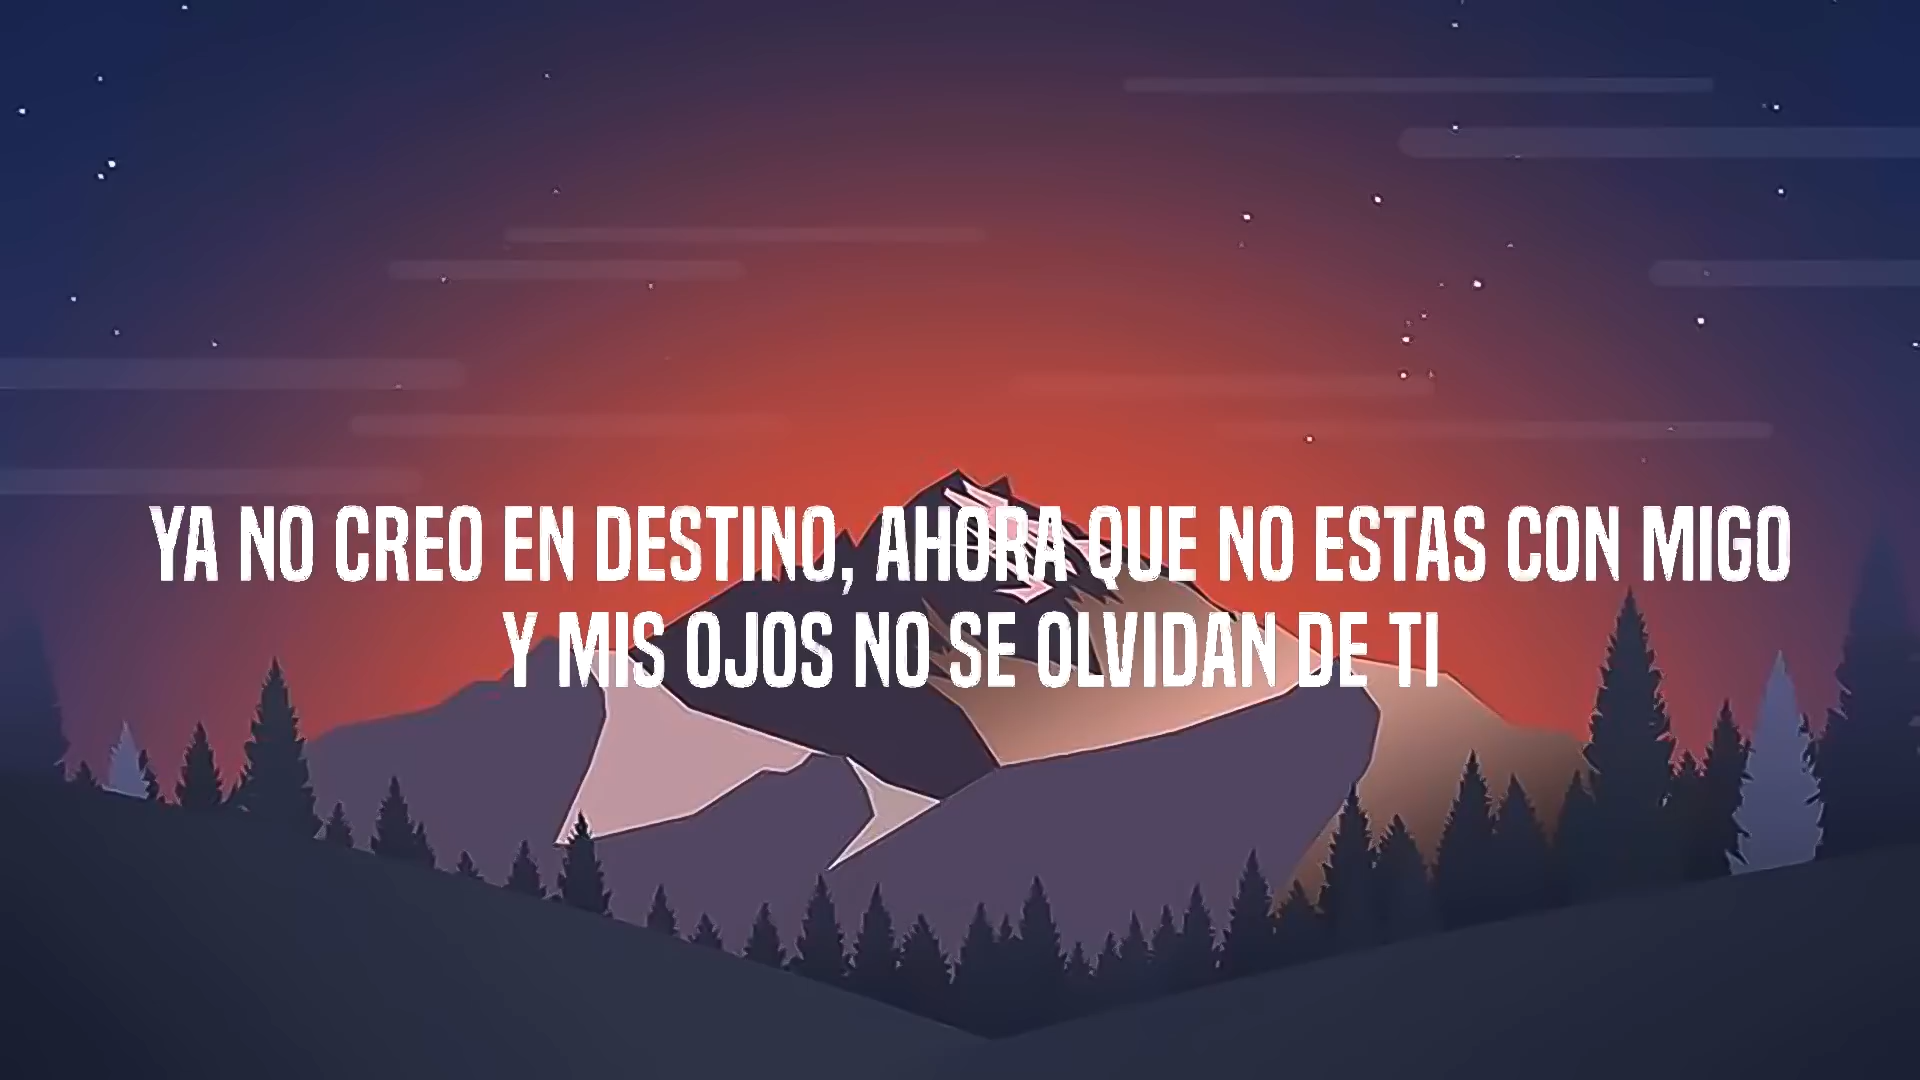 YA NO CREO EN DESTINO, AHORA QUE NO ESTAS CON MIGO
Y MIS OJOS NO SE OLVIDAN DE TI